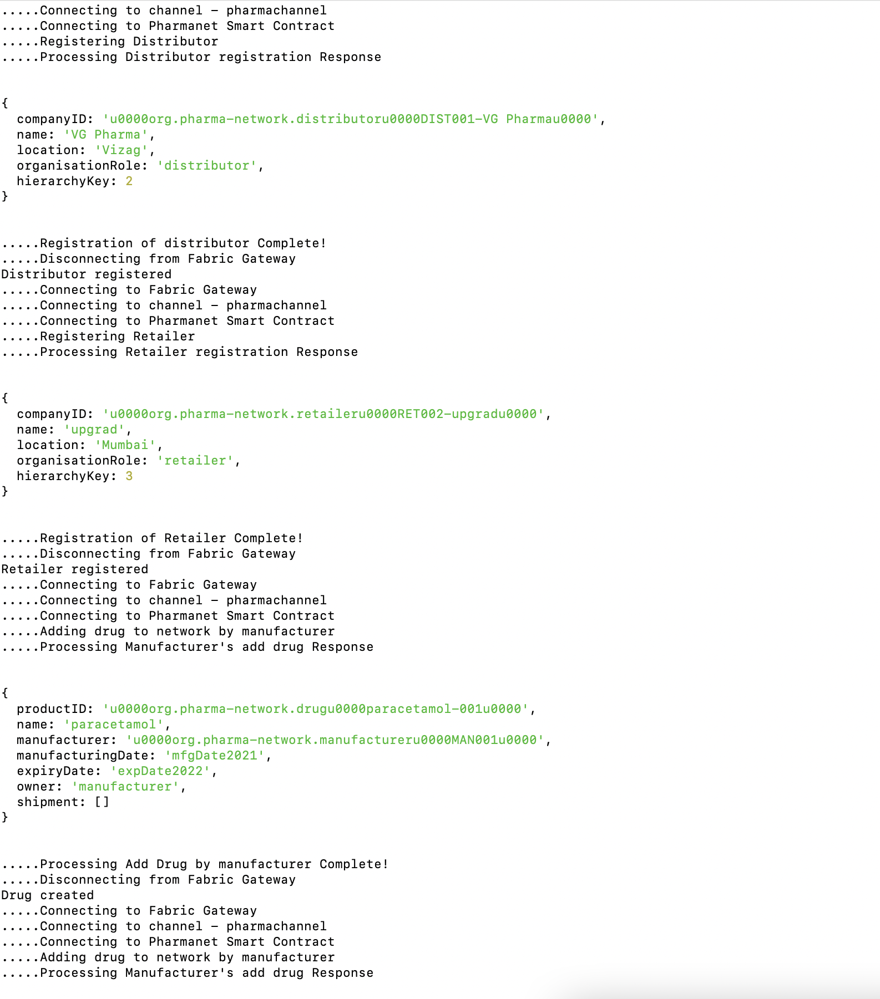 .....Connecting to channel - pharmachannel
.....Connecting to Pharmanet Smart Contract
.....Registering Distributor
.....Processing Distributor registration Response
{
  companyID: 'u0000org.pharma-network.distributoru0000DIST001-VG Pharmau0000',
  name: 'VG Pharma',
  location: 'Vizag',
  organisationRole: 'distributor',
  hierarchyKey: 2
}
.....Registration of distributor Complete!
.....Disconnecting from Fabric Gateway
Distributor registered
.....Connecting to Fabric Gateway
.....Connecting to channel - pharmachannel
.....Connecting to Pharmanet Smart Contract
.....Registering Retailer
.....Processing Retailer registration Response
{
  companyID: 'u0000org.pharma-network.retaileru0000RET002-upgradu0000',
  name: 'upgrad',
  location: 'Mumbai',
  organisationRole: 'retailer',
  hierarchyKey: 3
}
.....Registration of Retailer Complete!
.....Disconnecting from Fabric Gateway
Retailer registered
.....Connecting to Fabric Gateway
.....Connecting to channel - pharmachannel
.....Connecting to Pharmanet Smart Contract
.....Adding drug to network by manufacturer
.....Processing Manufacturer's add drug Response
{
  productID: 'u0000org.pharma-network.drugu0000paracetamol-001u0000',
  name: 'paracetamol',
  manufacturer: 'u0000org.pharma-network.manufactureru0000MAN001u0000',
  manufacturingDate: 'mfgDate2021',
  expiryDate: 'expDate2022',
  owner: 'manufacturer',
  shipment: []
}
.....Processing Add Drug by manufacturer Complete!
.....Disconnecting from Fabric Gateway
Drug created
.....Connecting to Fabric Gateway
.....Connecting to channel - pharmachannel
.....Connecting to Pharmanet Smart Contract
.....Adding drug to network by manufacturer
.....Processing Manufacturer's add drug Response